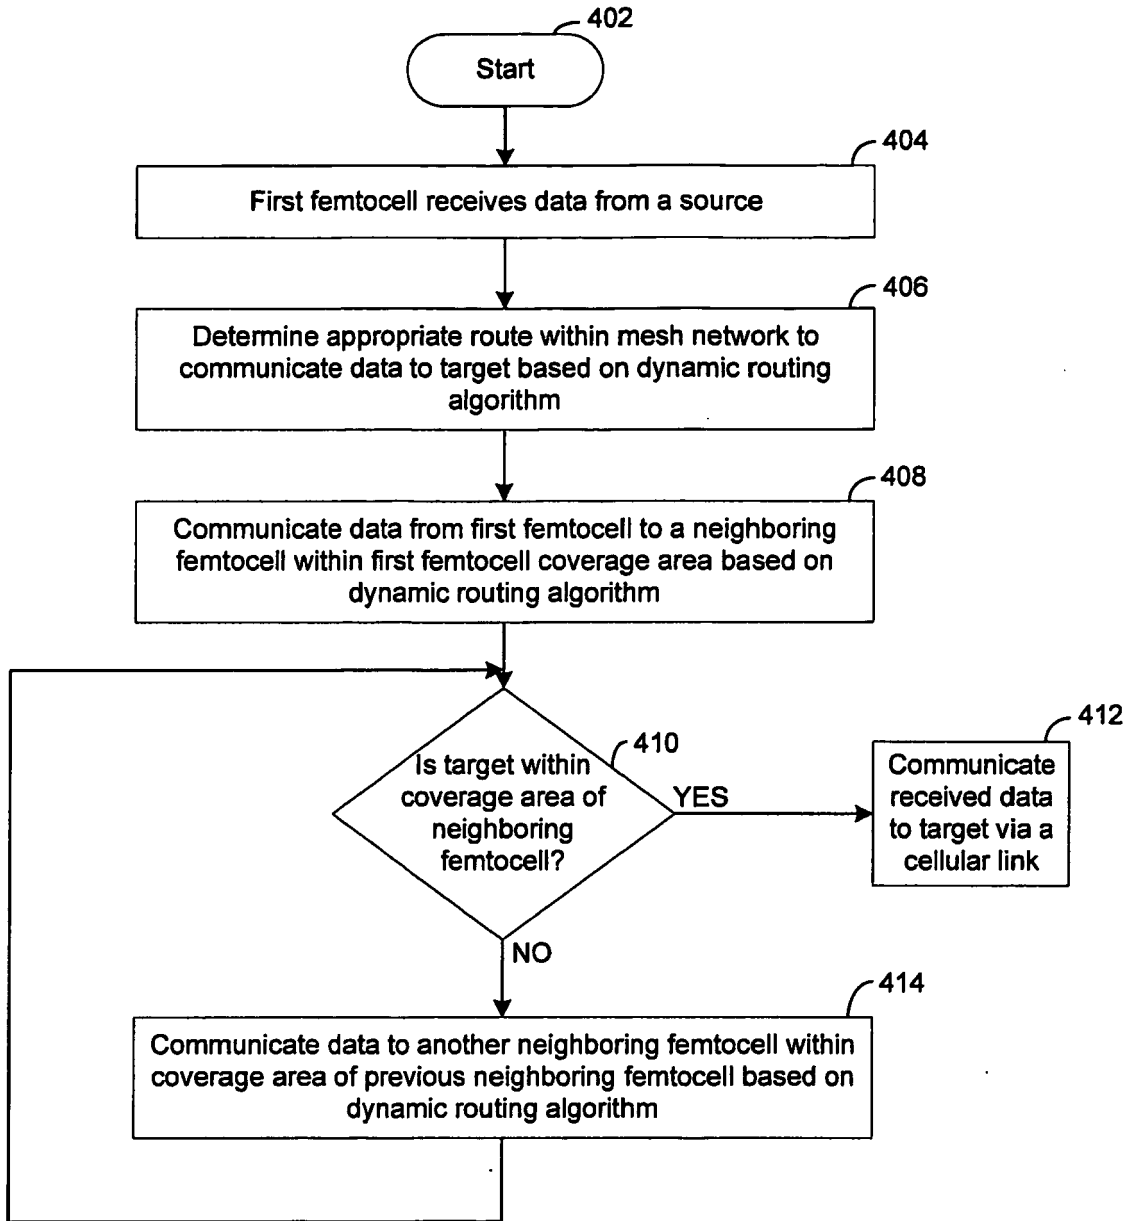 402
Start
404
First femtocell receives data from a source
406
Determine appropriate route within mesh network to
communicate data to target based on dynamic routing
algorithm
408
Communicate data from first femtocell to a neighboring
femtocell within first femtocell coverage area based on
dynamic routing algorithm
410
Is target within
coverage area of
neighboring
femtocell?
YES
412
Communicate
received data
to target via a
cellular link
NO
414
Communicate data to another neighboring femtocell within
coverage area of previous neighboring femtocell based on
dynamic routing algorithm